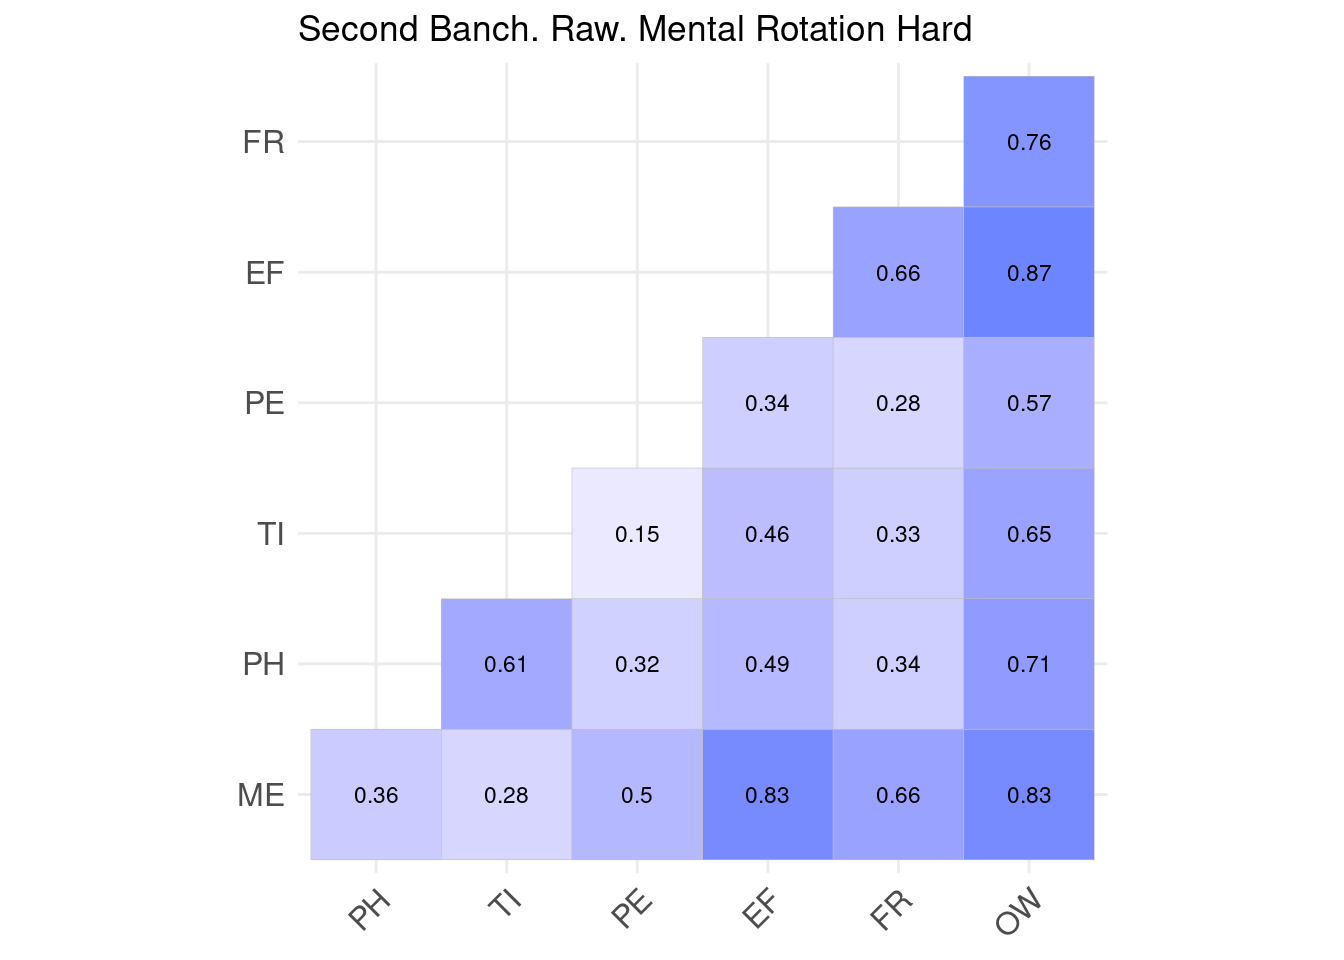 Second Banch. Raw. Mental Rotation Hard
FR 0.76
EF 0.66 0.87
PE 0.34 0.28 0.57
TI 0.15 0.46 0.33 0.65
PH 0.61 0.32 0.49 0.34 0.71
ME 0.36 0.28 0.5 0.83 0.66 0.83
PH TI PE EF FR OW